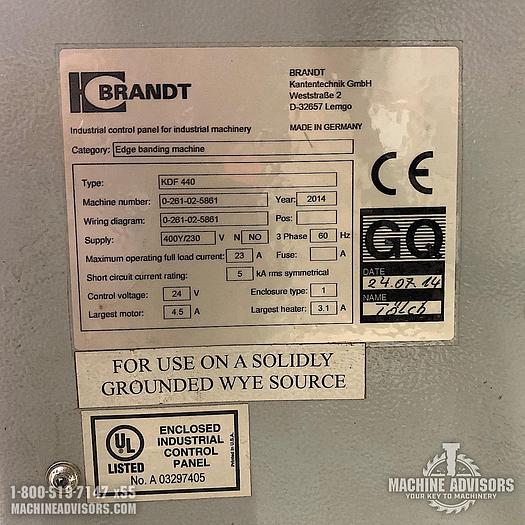 BRANDT
BRANDT
Kantentechnik GmbH
Weststraße 2
D-32657 Lemgo
Industrial control panel for industrial machinery
MADE IN GERMANY
Category: Edge banding machine
CE
Type: KDF 440
Machine number: 0-261-02-5861 Year: 2014
Wiring diagram: 0-261-02-5861 Pos:
Supply: 400Y/230 V N NO 3 Phase 60 Hz
Maximum operating full load current: 23 A Fuse: A
Short circuit current rating: 5 kA rms symmetrical
Control voltage: 24 V Enclosure type: 1
Largest motor: 4.5 A Largest heater: 3.1 A
GQ
DATE
24.07.14
NAME
Tölch
FOR USE ON A SOLIDLY
GROUNDED WYE SOURCE
UL
LISTED
ENCLOSED
INDUSTRIAL
CONTROL
PANEL
No. A 03297405
Printed in U.S.A.
1-800-519-7147 x55
MACHINEADVISORS.COM
MACHINE ADVISORS
YOUR KEY TO MACHINERY